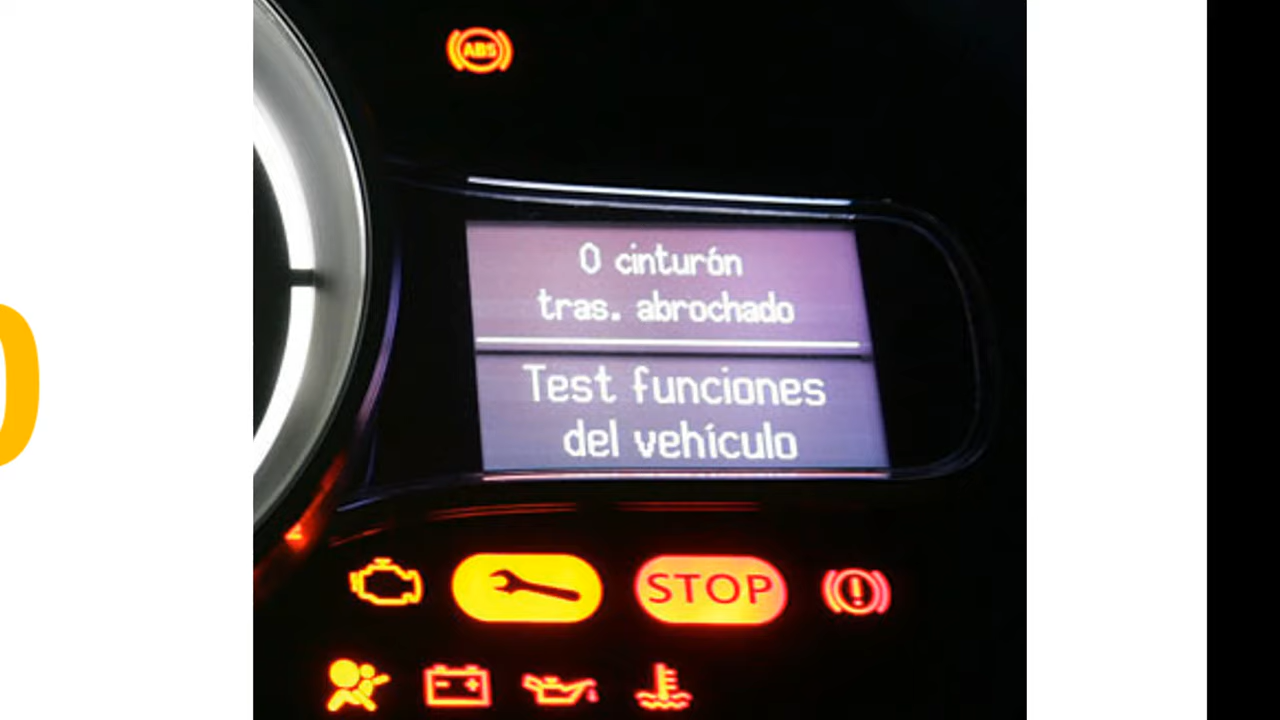 ABS
0 cinturón
tras. abrochado
Test funciones
del vehículo
STOP